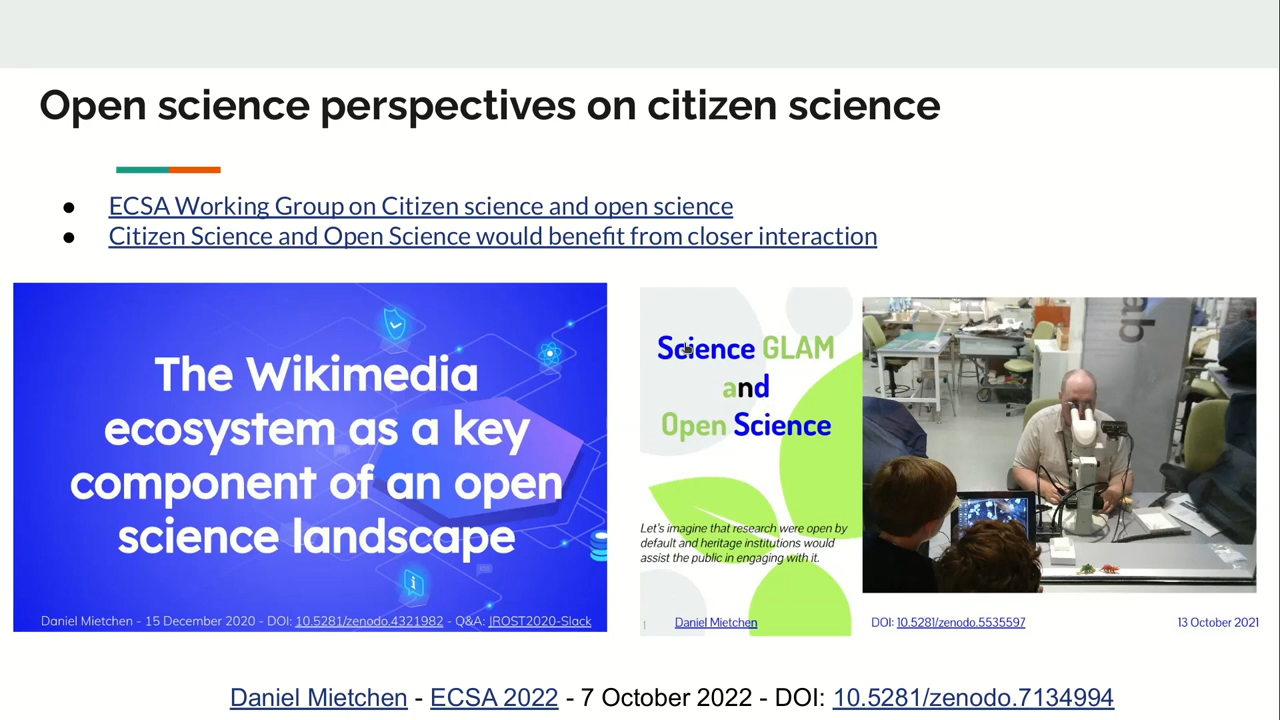 Open science perspectives on citizen science
● ECSA Working Group on Citizen science and open science
● Citizen Science and Open Science would benefit from closer interaction
The Wikimedia
ecosystem as a key
component of an open
science landscape
Daniel Mietchen - 15 December 2020 - DOI: 10.5281/zenodo.4321982 - Q&A: JROST2020-Slack
Science GLAM
and
Open Science
Let's imagine that research were open by
default and heritage institutions would
assist the public in engaging with it.
1 Daniel Mietchen
ab
DOI: 10.5281/zenodo.5535597 13 October 2021
Daniel Mietchen - ECSA 2022 - 7 October 2022 - DOI: 10.5281/zenodo.7134994